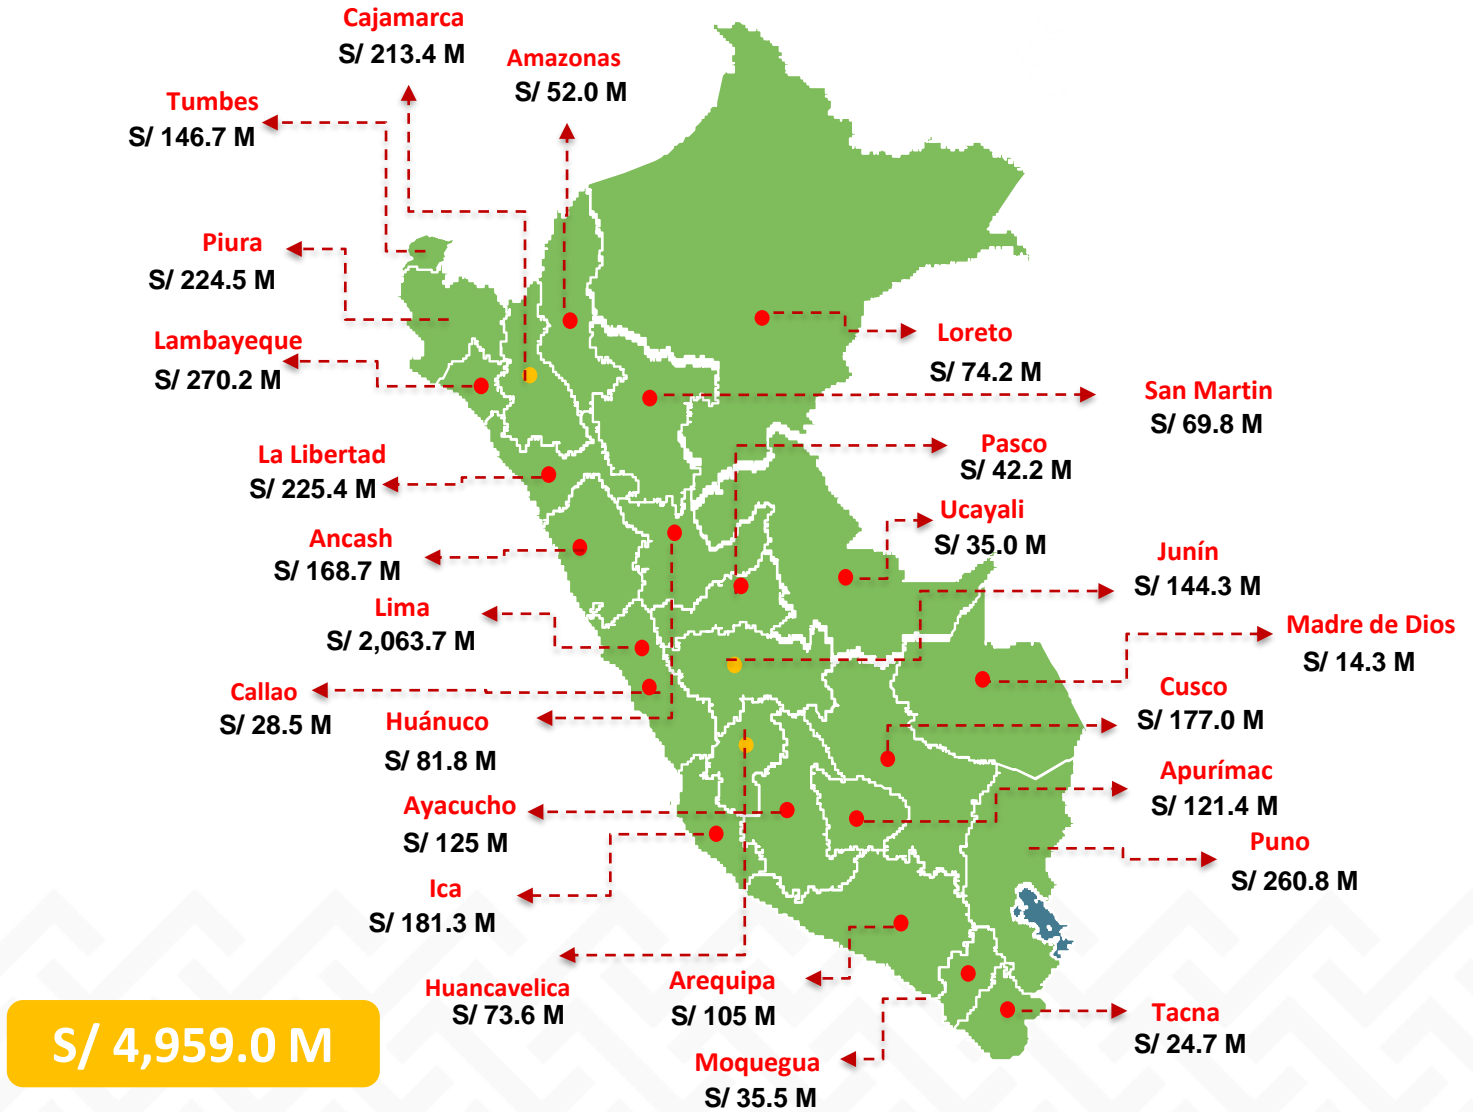 Cajamarca
S/ 213.4 M
Amazonas
S/ 52.0 M
Tumbes
S/ 146.7 M
Piura
S/ 224.5 M
Lambayeque
S/ 270.2 M
Loreto
S/ 74.2 M
San Martin
S/ 69.8 M
La Libertad
S/ 225.4 M
Pasco
S/ 42.2 M
Ucayali
S/ 35.0 M
Ancash
S/ 168.7 M
Junín
S/ 144.3 M
Lima
S/ 2,063.7 M
Madre de Dios
S/ 14.3 M
Callao
S/ 28.5 M
Cusco
S/ 177.0 M
Huánuco
S/ 81.8 M
Apurímac
S/ 121.4 M
Ayacucho
S/ 125 M
Puno
S/ 260.8 M
Ica
S/ 181.3 M
Huancavelica
S/ 73.6 M
Arequipa
S/ 105 M
Tacna
S/ 24.7 M
Moquegua
S/ 35.5 M
S/ 4,959.0 M